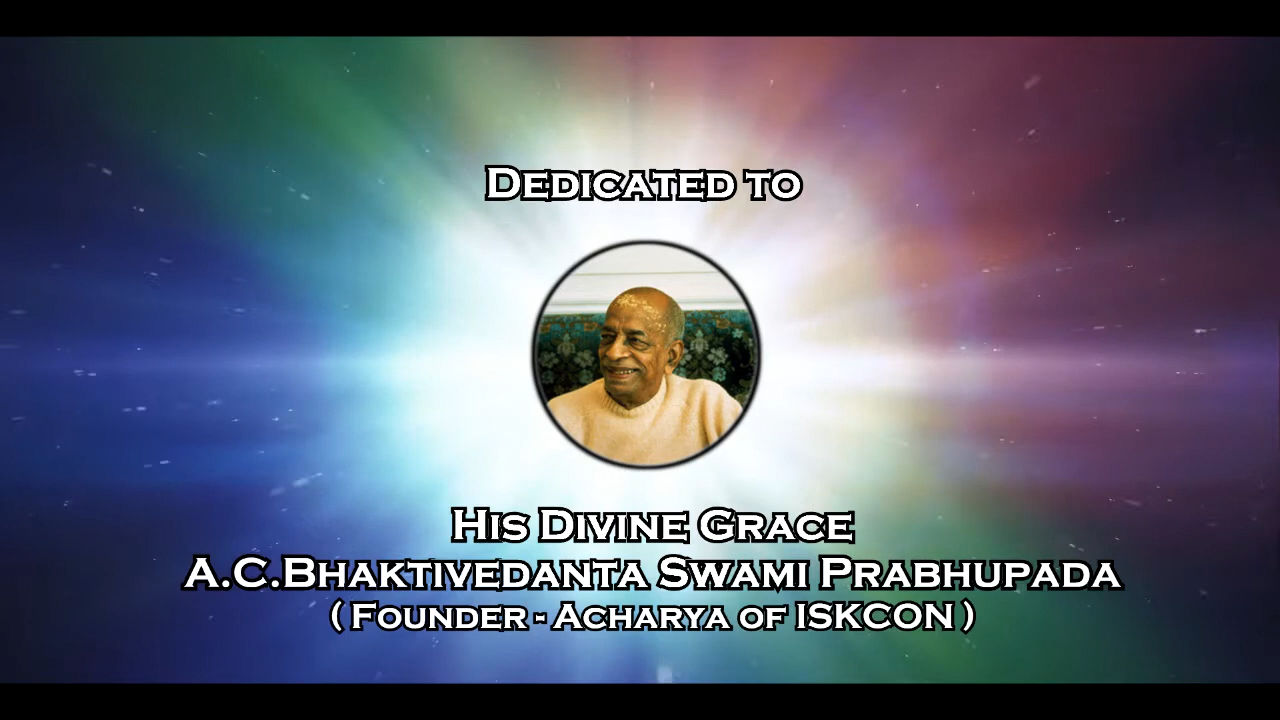 Dedicated to
His Divine Grace
A.C.Bhaktivedanta Swami Prabhupada
( Founder - Acharya of ISKCON )